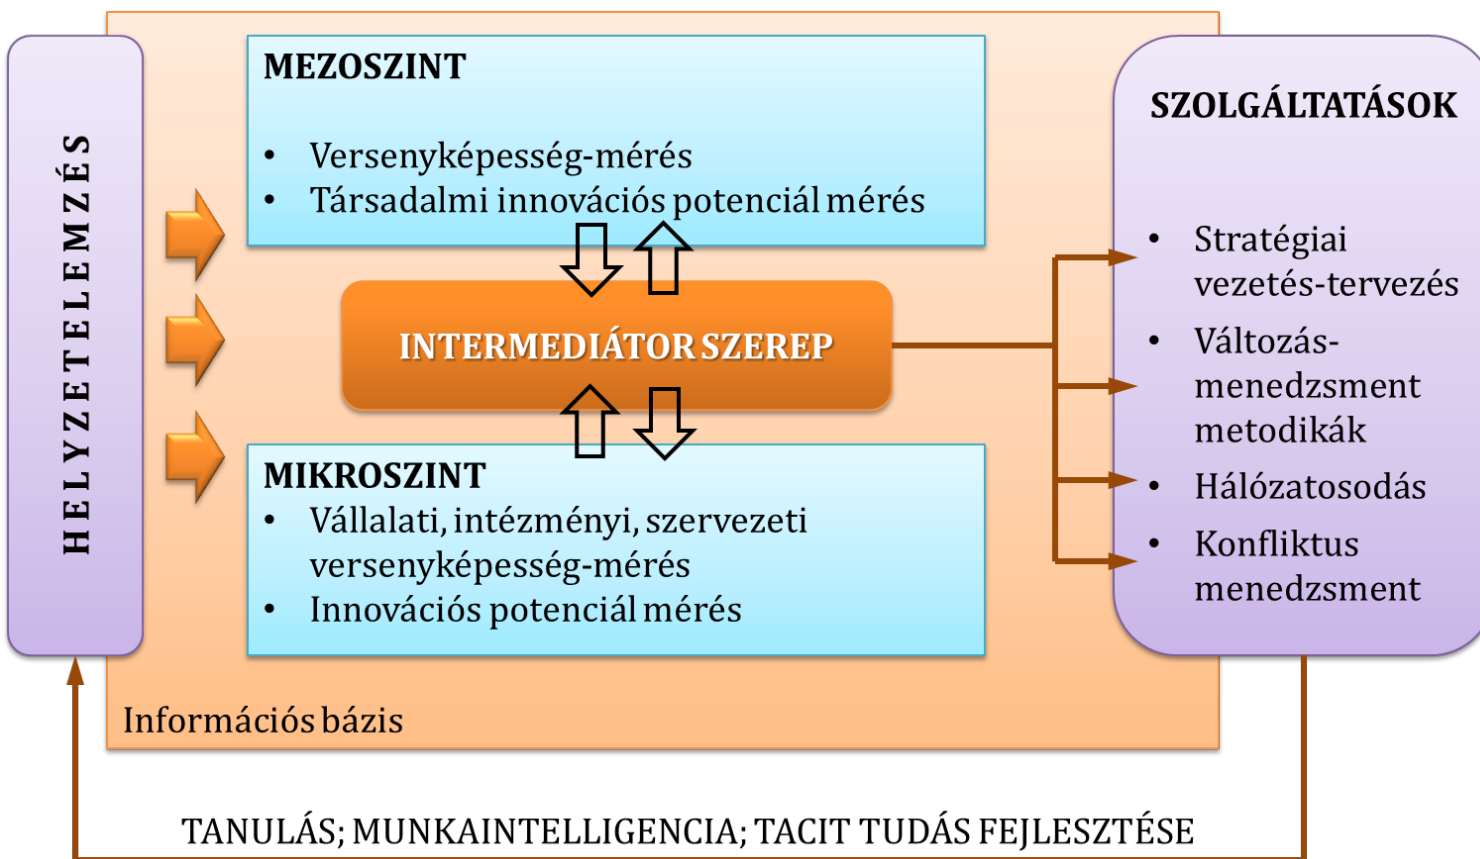 HELYZETELEMZÉS
MEZOSZINT
• Versenyképesség-mérés
• Társadalmi innovációs potenciál mérés
INTERMEDIÁTOR SZEREP
MIKROSZINT
• Vállalati, intézményi, szervezeti
versenyképesség-mérés
• Innovációs potenciál mérés
Információs bázis
SZOLGÁLTATÁSOK
• Stratégiai
vezetés-tervezés
• Változás-
menedzsment
metodikák
• Hálózatosodás
• Konfliktus
menedzsment
TANULÁS; MUNKAINTELLIGENCIA; TACIT TUDÁS FEJLESZTÉSE